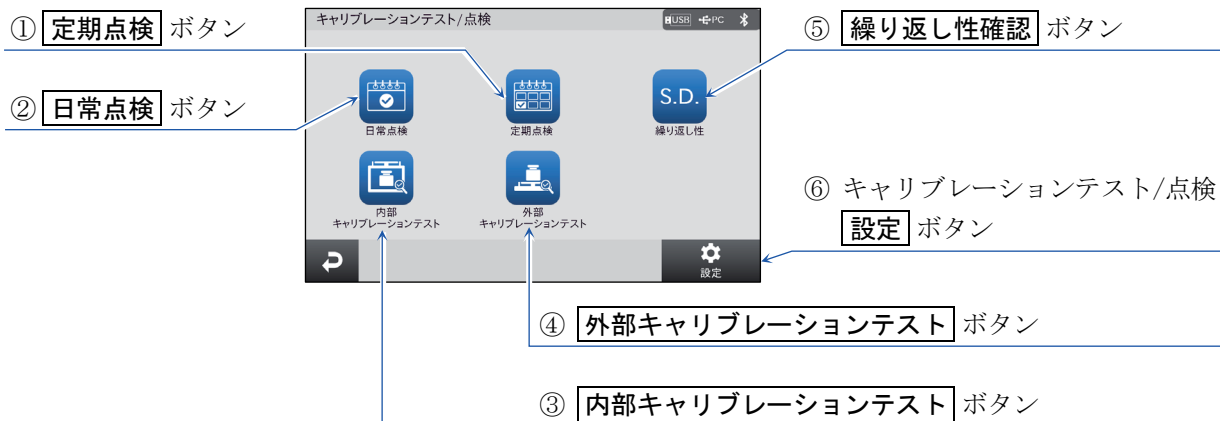 ① 定期点検 ボタン
② 日常点検 ボタン
キャリブレーションテスト/点検
USB PC
日常点検
定期点検
S.D.
繰り返し性
内部
キャリブレーションテスト
外部
キャリブレーションテスト
設定
⑤ 繰り返し性確認 ボタン
⑥ キャリブレーションテスト/点検
設定 ボタン
④ 外部キャリブレーションテスト ボタン
③ 内部キャリブレーションテスト ボタン